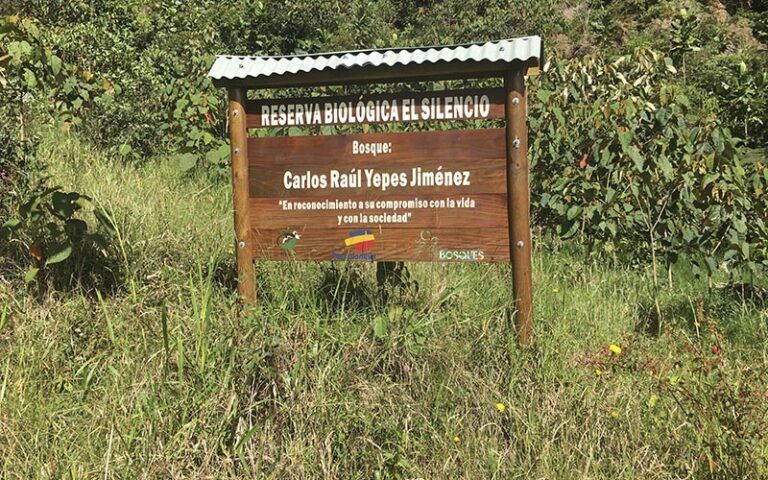 RESERVA BIOLÓGICA EL SILENCIO
Bosque:
Carlos Raúl Yepes Jiménez
"En reconocimiento a su compromiso con la vida
y con la sociedad"
BOSQUES